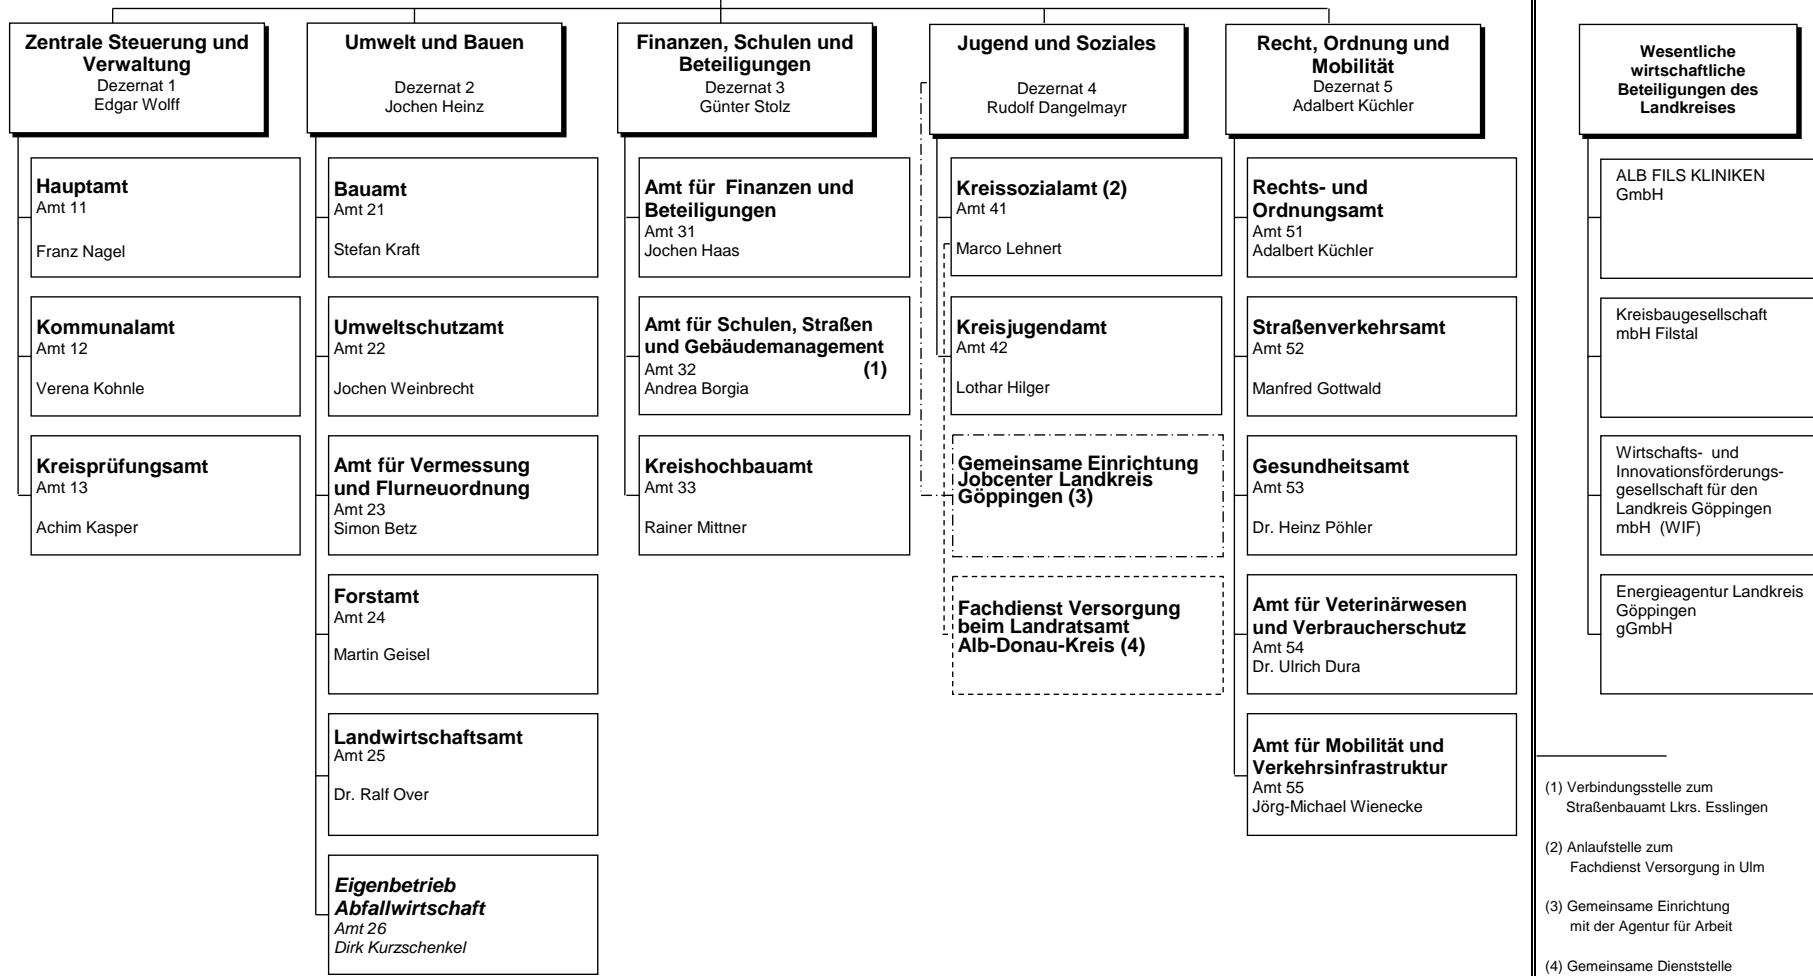 Zentrale Steuerung und
Verwaltung
Dezernat 1
Edgar Wolff
Hauptamt
Amt 11
Franz Nagel
Kommunalamt
Amt 12
Verena Kohnle
Kreisprüfungsamt
Amt 13
Achim Kasper
Umwelt und Bauen
Dezernat 2
Jochen Heinz
Bauamt
Amt 21
Stefan Kraft
Umweltschutzamt
Amt 22
Jochen Weinbrecht
Amt für Vermessung
und Flurneuordnung
Amt 23
Simon Betz
Forstamt
Amt 24
Martin Geisel
Landwirtschaftsamt
Amt 25
Dr. Ralf Over
Eigenbetrieb
Abfallwirtschaft
Amt 26
Dirk Kurzschenkel
Finanzen, Schulen und
Beteiligungen
Dezernat 3
Günter Stolz
Amt für Finanzen und
Beteiligungen
Amt 31
Jochen Haas
Amt für Schulen, Straßen
und Gebäudemanagement
Amt 32 (1)
Andrea Borgia
Kreishochbauamt
Amt 33
Rainer Mittner
Jugend und Soziales
Dezernat 4
Rudolf Dangelmayr
Kreissozialamt (2)
Amt 41
Marco Lehnert
Kreisjugendamt
Amt 42
Lothar Hilger
Gemeinsame Einrichtung
Jobcenter Landkreis
Göppingen (3)
Fachdienst Versorgung
beim Landratsamt
Alb-Donau-Kreis (4)
Recht, Ordnung und
Mobilität
Dezernat 5
Adalbert Küchler
Rechts- und
Ordnungsamt
Amt 51
Adalbert Küchler
Straßenverkehrsamt
Amt 52
Manfred Gottwald
Gesundheitsamt
Amt 53
Dr. Heinz Pöhler
Amt für Veterinärwesen
und Verbraucherschutz
Amt 54
Dr. Ulrich Dura
Amt für Mobilität und
Verkehrsinfrastruktur
Amt 55
Jörg-Michael Wienecke
Wesentliche
wirtschaftliche
Beteiligungen des
Landkreises
ALB FILS KLINIKEN
GmbH
Kreisbaugesellschaft
mbH Filstal
Wirtschafts- und
Innovationsförderungs-
gesellschaft für den
Landkreis Göppingen
mbH (WIF)
Energieagentur Landkreis
Göppingen
gGmbH
(1) Verbindungsstelle zum
Straßenbauamt Lkrs. Esslingen
(2) Anlaufstelle zum
Fachdienst Versorgung in Ulm
(3) Gemeinsame Einrichtung
mit der Agentur für Arbeit
(4) Gemeinsame Dienststelle